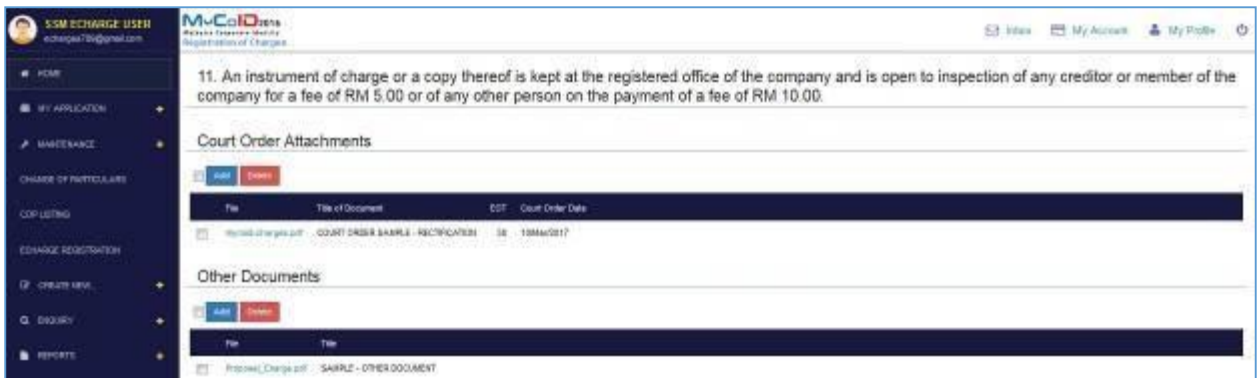 SSM ECHARGE USER
MyCoID 2016
Registration of Charges
Inbox
My Account
My Profile
HOME
MY APPLICATION
MAINTENANCE
CHANGE OF PARTICULARS
COP LISTING
ECHARGE REGISTRATION
CREATE NEW..
ENQUIRY
REPORTS
11. An instrument of charge or a copy thereof is kept at the registered office of the company and is open to inspection of any creditor or member of the
company for a fee of RM 5.00 or of any other person on the payment of a fee of RM 10.00.
Court Order Attachments
Add Delete
File Title of Document EOT Court Order Date
COURT ORDER SAMPLE - RECTIFICATION 30
Other Documents
Add Delete
File Title
Proposal_Charge.pdf SAMPLE - OTHER DOCUMENT